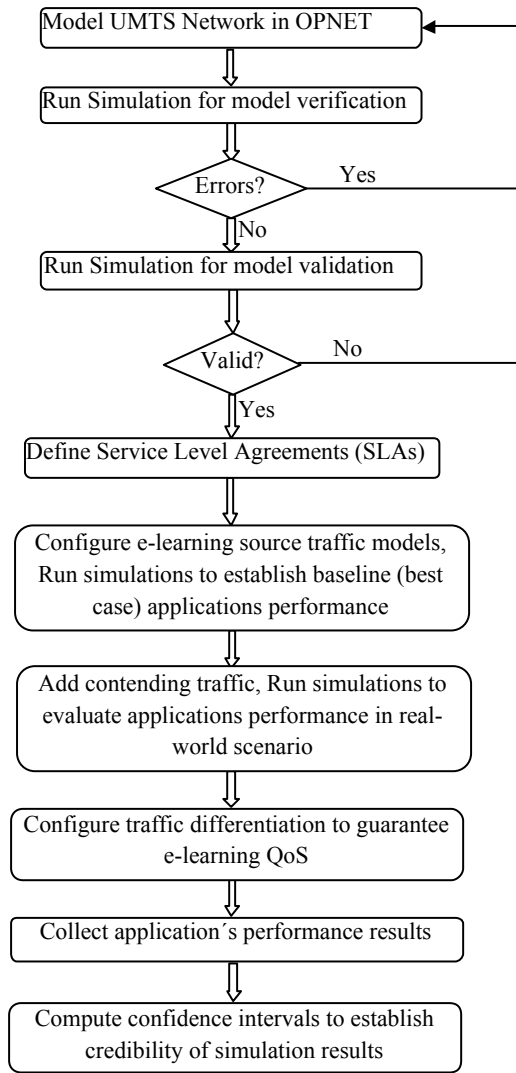 Model UMTS Network in OPNET
Run Simulation for model verification
Errors?
Yes
No
Run Simulation for model validation
Valid?
No
Yes
Define Service Level Agreements (SLAs)
Configure e-learning source traffic models,
Run simulations to establish baseline (best
case) applications performance
Add contending traffic, Run simulations to
evaluate applications performance in real-
world scenario
Configure traffic differentiation to guarantee
e-learning QoS
Collect application´s performance results
Compute confidence intervals to establish
credibility of simulation results